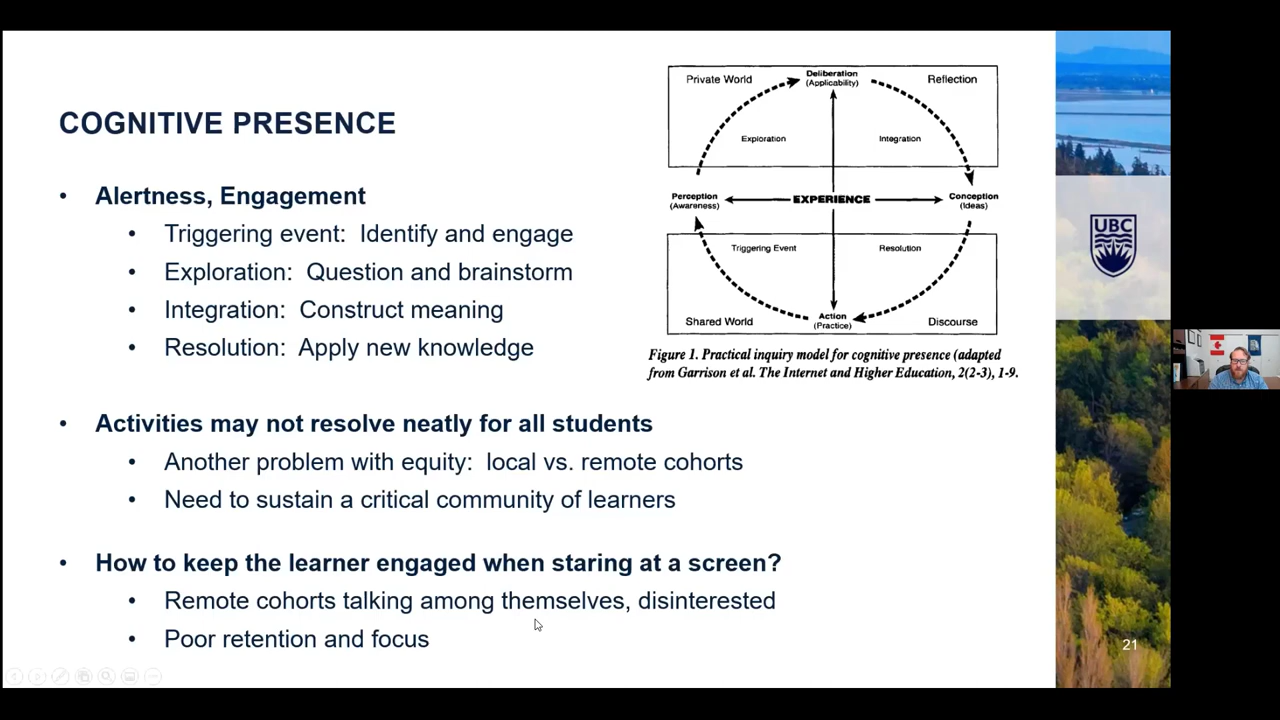 COGNITIVE PRESENCE
• Alertness, Engagement
• Triggering event: Identify and engage
• Exploration: Question and brainstorm
• Integration: Construct meaning
• Resolution: Apply new knowledge
• Activities may not resolve neatly for all students
• Another problem with equity: local vs. remote cohorts
• Need to sustain a critical community of learners
• How to keep the learner engaged when staring at a screen?
• Remote cohorts talking among themselves, disinterested
• Poor retention and focus
Private World
Deliberation
(Applicability)
Reflection
Exploration
Integration
Perception
(Awareness)
EXPERIENCE
Conception
(Ideas)
Triggering Event
Resolution
Shared World
Action
(Practice)
Discourse
Figure 1. Practical inquiry model for cognitive presence (adapted
from Garrison et al. The Internet and Higher Education, 2(2-3), 1-9.
UBC
21